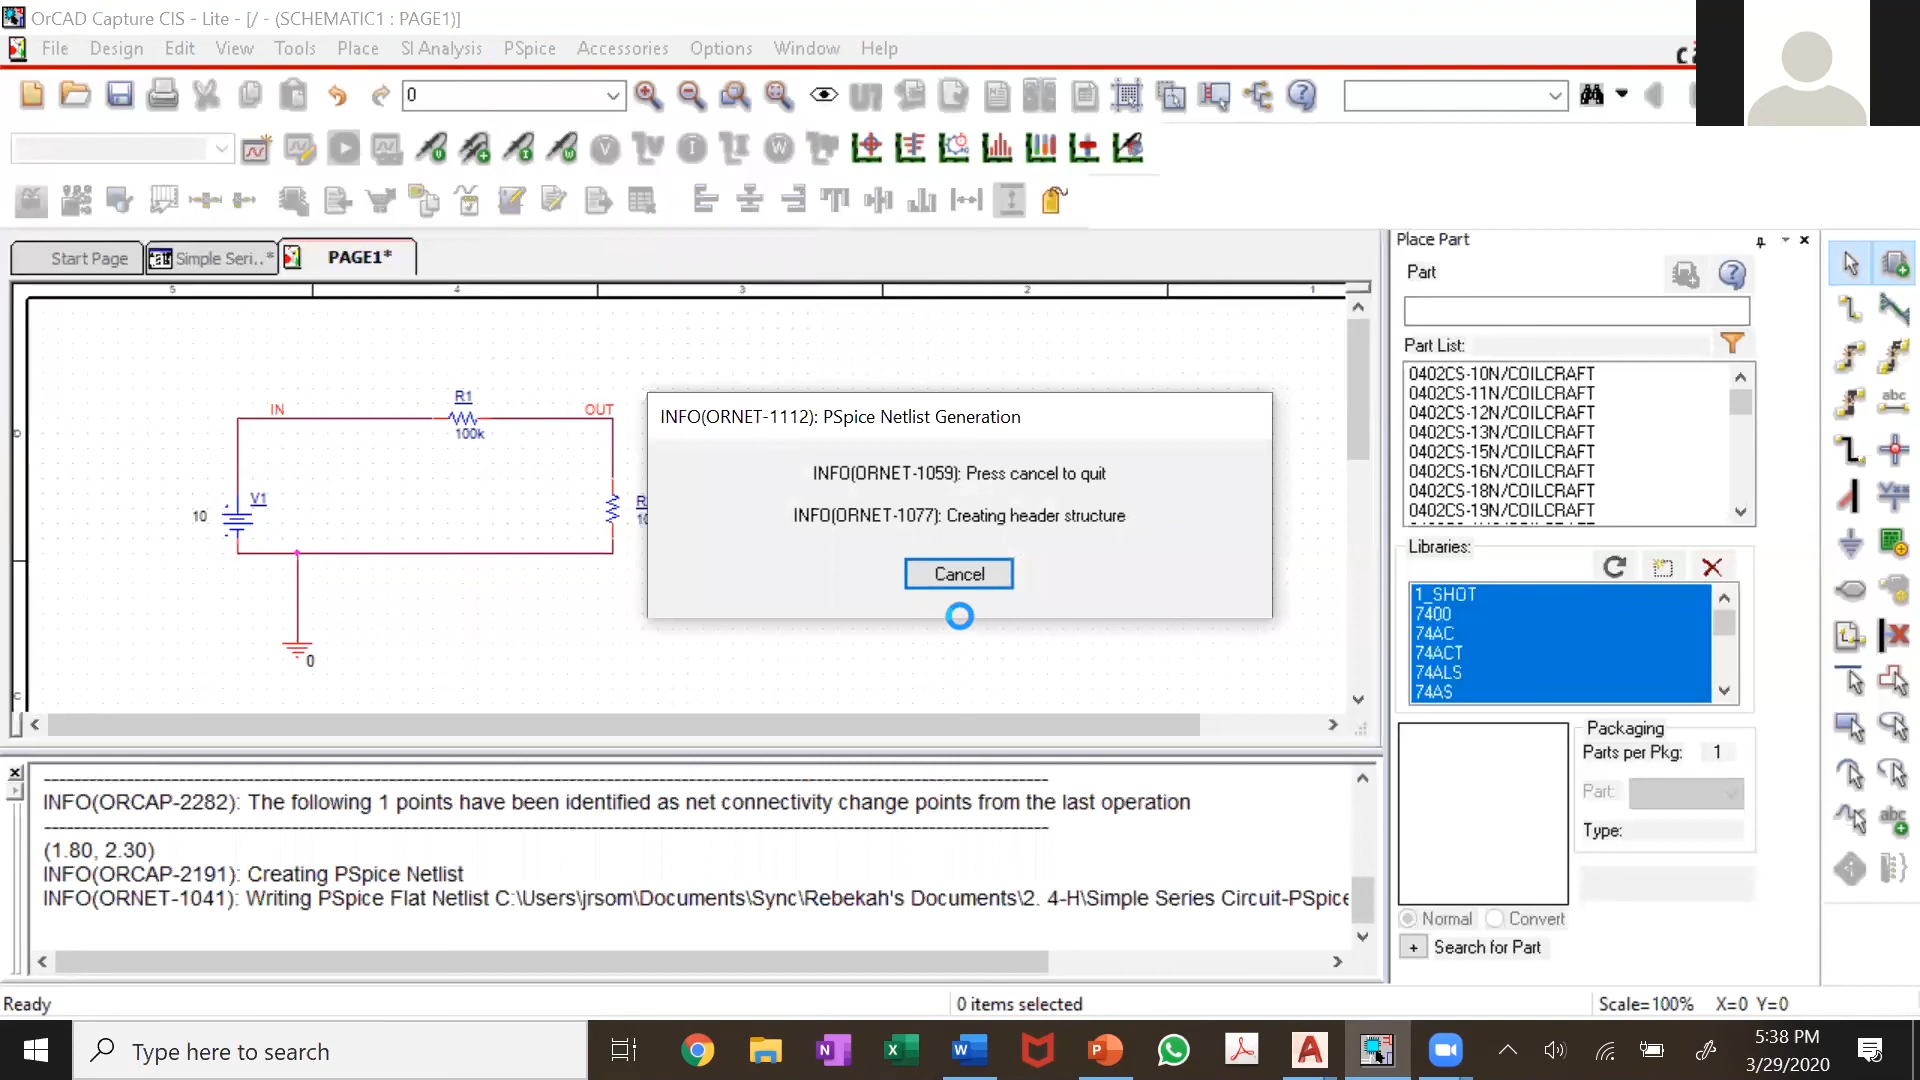 OrCAD Capture CIS - Lite - [/ - (SCHEMATIC1 : PAGE1)]
File Design Edit View Tools Place SI Analysis PSpice Accessories Options Window Help
0
Start Page
Simple Seri..*
PAGE1*
5 4 3 2 1
D
C
IN
R1
100k
OUT
V1
10
0
INFO(ORNET-1112): PSpice Netlist Generation
INFO(ORNET-1059): Press cancel to quit
INFO(ORNET-1077): Creating header structure
Cancel
Place Part
Part
Part List:
0402CS-10N/COILCRAFT
0402CS-11N/COILCRAFT
0402CS-12N/COILCRAFT
0402CS-13N/COILCRAFT
0402CS-15N/COILCRAFT
0402CS-16N/COILCRAFT
0402CS-18N/COILCRAFT
0402CS-19N/COILCRAFT
Libraries:
1_SHOT
7400
74AC
74ACT
74ALS
74AS
Packaging
Parts per Pkg: 1
Part:
Type:
Normal Convert
+ Search for Part
INFO(ORCAP-2282): The following 1 points have been identified as net connectivity change points from the last operation
(1.80, 2.30)
INFO(ORCAP-2191): Creating PSpice Netlist
INFO(ORNET-1041): Writing PSpice Flat Netlist C:\Users\jrsom\Documents\Sync\Rebekah's Documents\2. 4-H\Simple Series Circuit-PSpice
Ready
0 items selected
Scale=100% X=0 Y=0
Type here to search
5:38 PM
3/29/2020